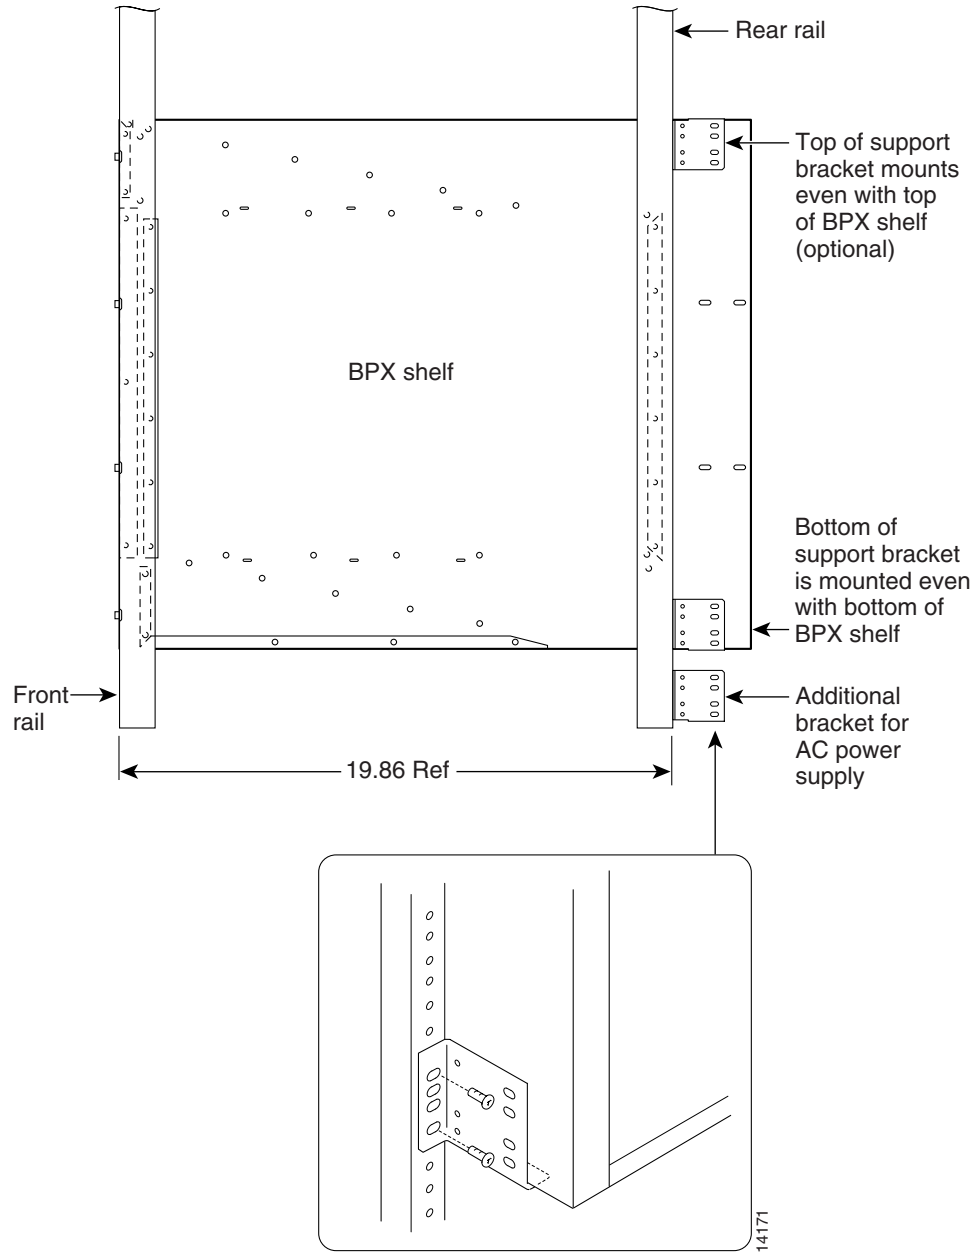 Rear rail
Top of support
bracket mounts
even with top
of BPX shelf
(optional)
BPX shelf
Bottom of
support bracket
is mounted even
with bottom of
BPX shelf
Front
rail
Additional
bracket for
AC power
supply
19.86 Ref
14171